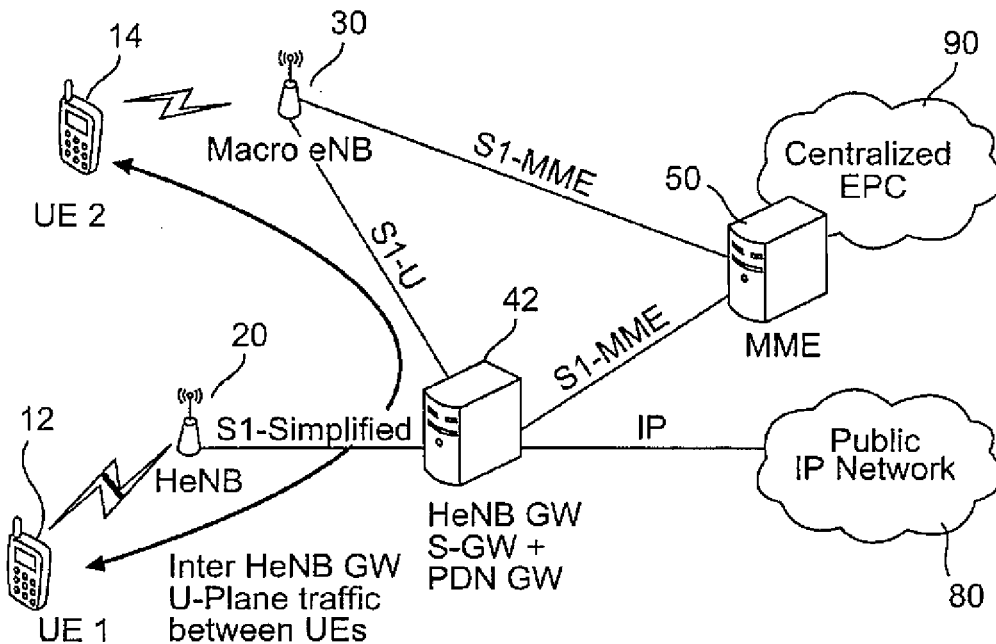 14
30
90
Macro eNB
S1-MME
Centralized
EPC
50
UE 2
S1-U
42
S1-MME
MME
20
12
S1-Simplified
HeNB
IP
Public
IP Network
HeNB GW
S-GW +
PDN GW
80
Inter HeNB GW
U-Plane traffic
between UEs
UE 1